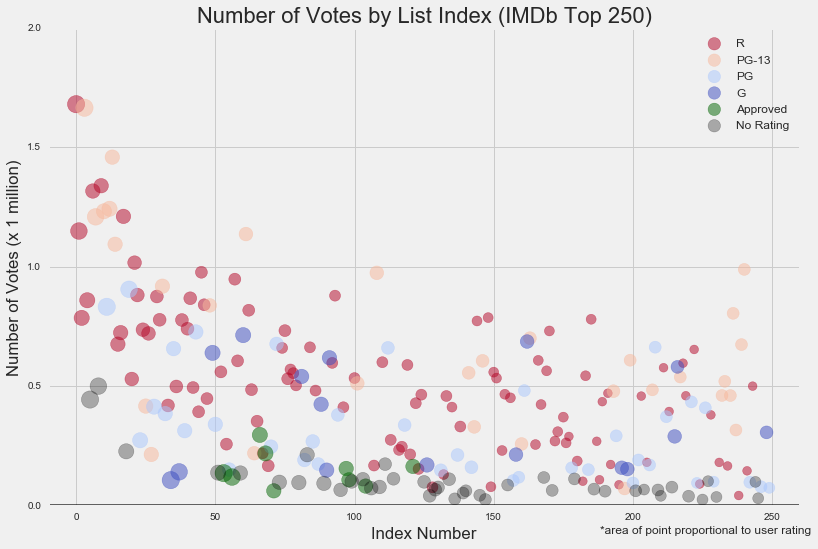 Number of Votes by List Index (IMDb Top 250)
2.0
1.5
1.0
0.5
0.0
Number of Votes (x 1 million)
R
PG-13
PG
G
Approved
No Rating
0
50
100
150
200
250
Index Number
*area of point proportional to user rating